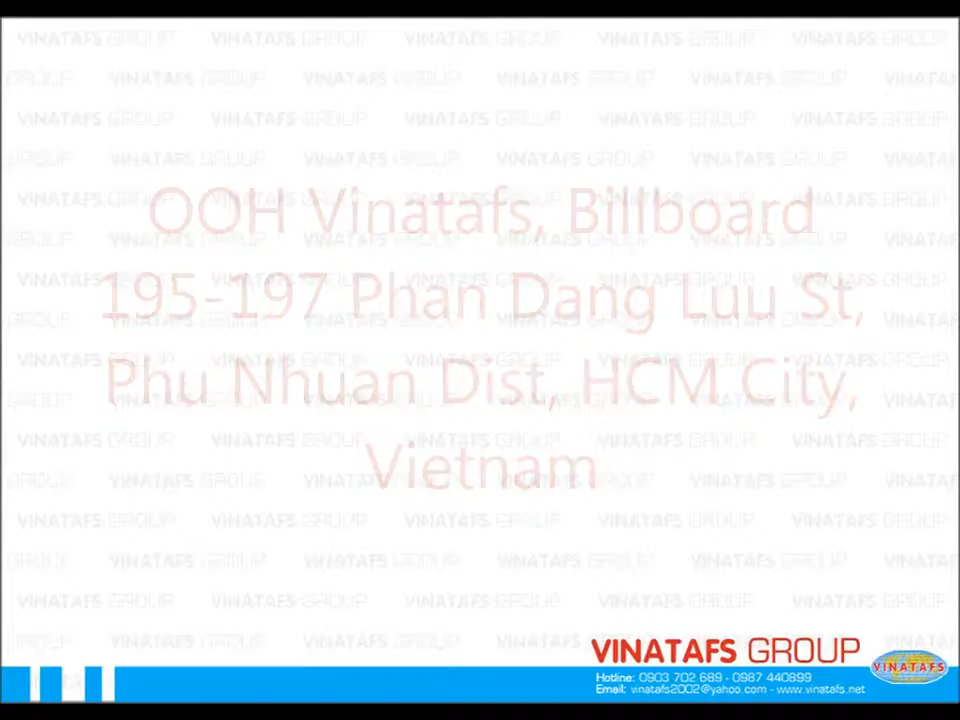 OOH Vinatafs, Billboard
195-197 Phan Dang Luu St,
Phu Nhuan Dist, HCM City,
Vietnam
VINATAFS GROUP
Hotline: 0903 702 689 - 0987 440899
Email: vinatafs2002@yahoo.com - www.vinatafs.net
VINATAFS